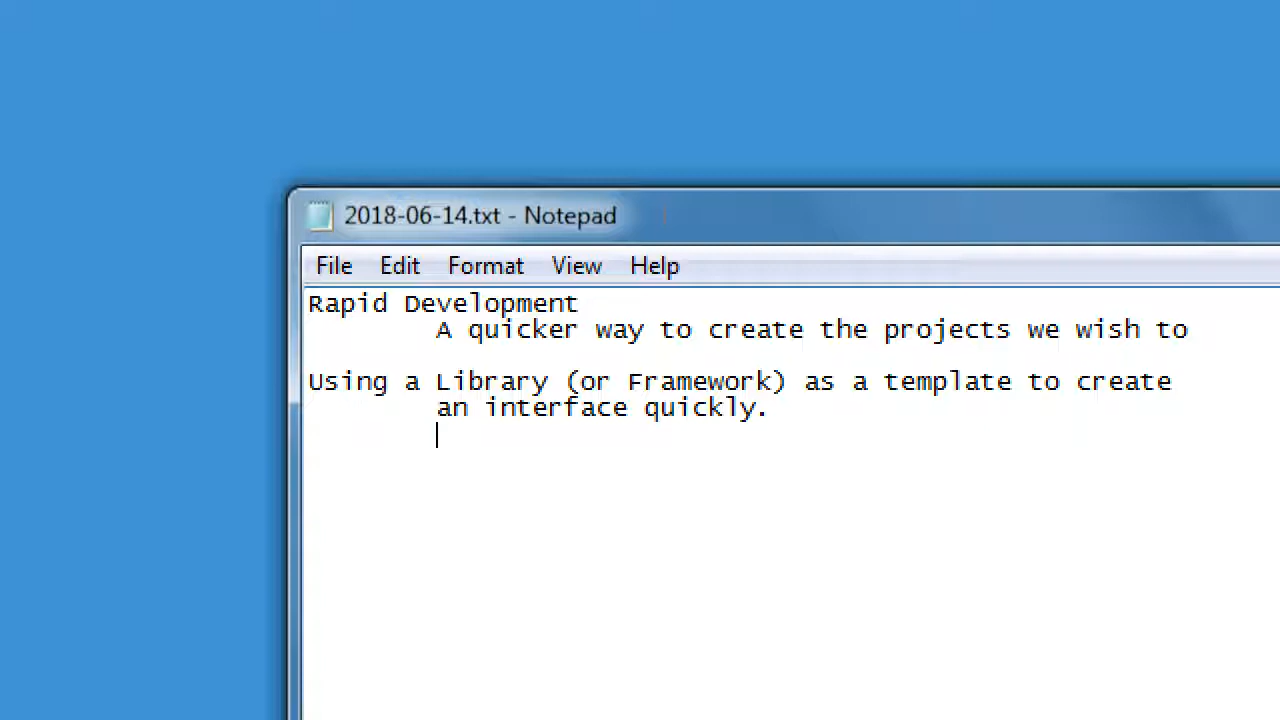 2018-06-14.txt - Notepad
File Edit Format View Help
Rapid Development
A quicker way to create the projects we wish to
Using a Library (or Framework) as a template to create
an interface quickly.